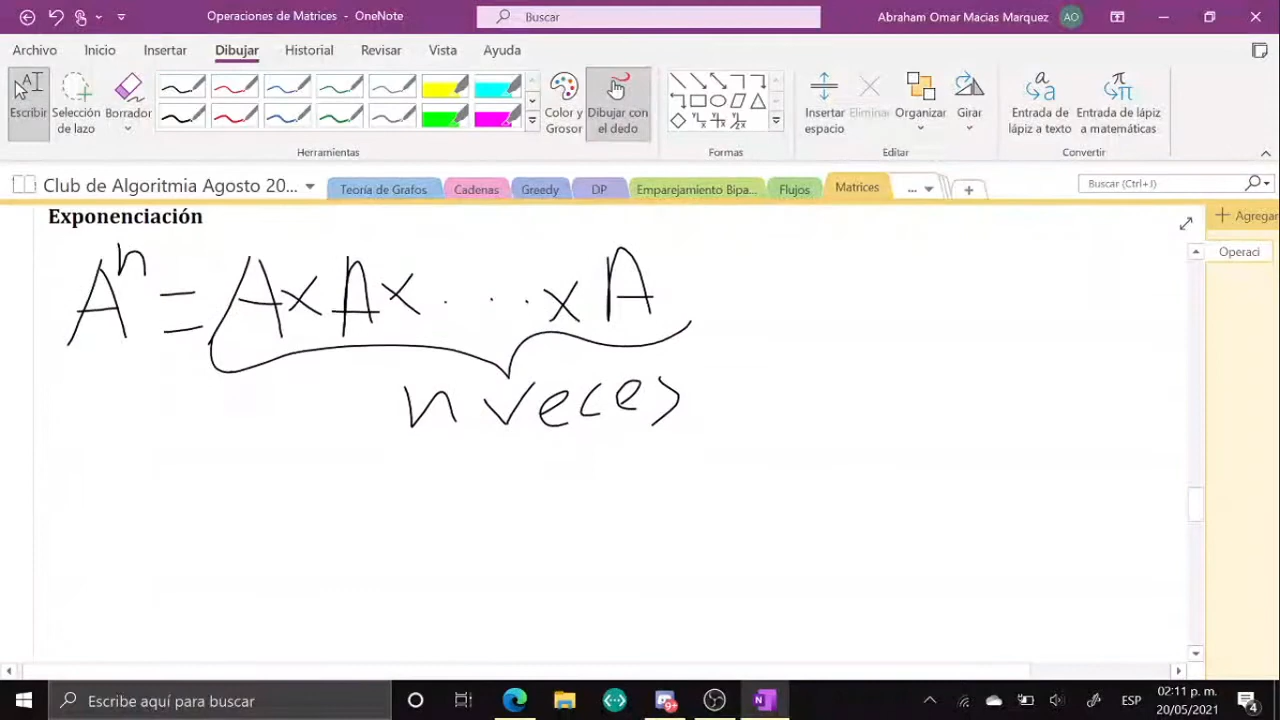 Operaciones de Matrices - OneNote
Buscar
Abraham Omar Macias Marquez
AO
Archivo Inicio Insertar Dibujar Historial Revisar Vista Ayuda
Escribir
Selección de lazo
Borrador
Color y Grosor
Dibujar con el dedo
Insertar espacio
Eliminar
Organizar
Girar
Entrada de lápiz a texto
Entrada de lápiz a matemáticas
Herramientas
Formas
Editar
Convertir
Club de Algoritmia Agosto 20...
Teoría de Grafos
Cadenas
Greedy
DP
Emparejamiento Bipa...
Flujos
Matrices
...
Buscar (Ctrl+J)
Exponenciación
Agregar
Operaci
A^n = A x A x . . . . x A
n veces
Escribe aquí para buscar
9+
ESP
02:11 p. m.
20/05/2021
4